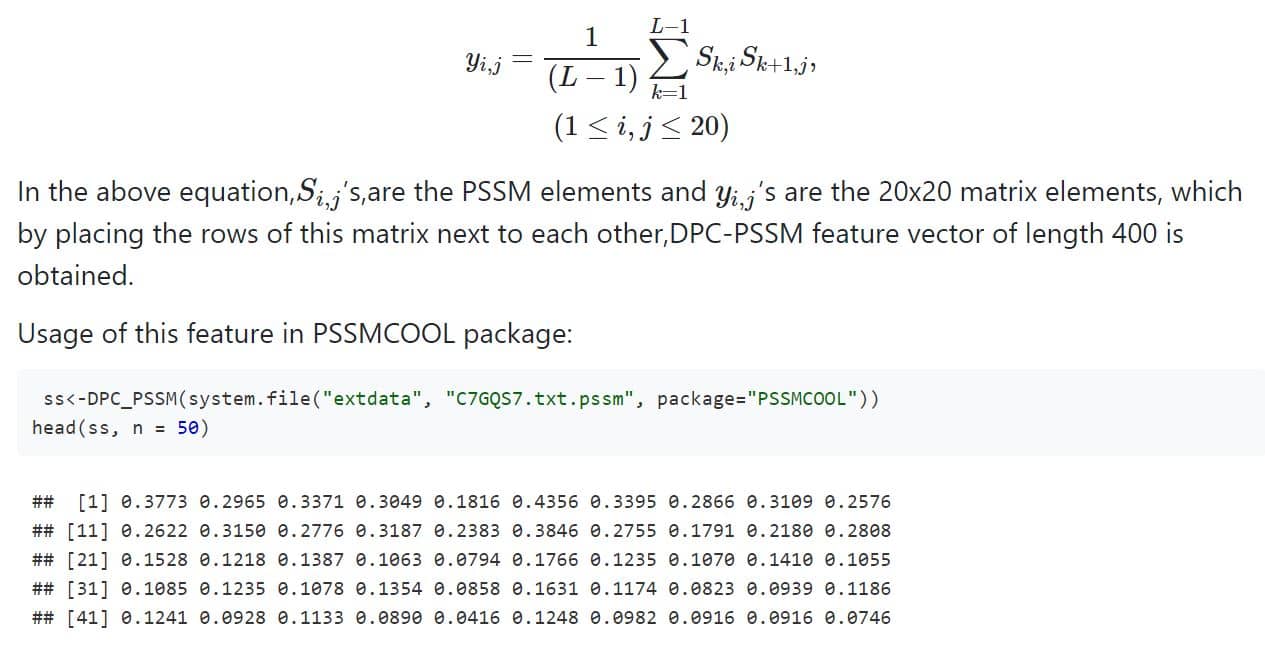 y_{i,j} = \frac{1}{(L-1)} \sum_{k=1}^{L-1} S_{k,i} S_{k+1,j},
(1 ≤ i, j ≤ 20)
In the above equation,S_{i,j}'s,are the PSSM elements and y_{i,j}'s are the 20x20 matrix elements, which
by placing the rows of this matrix next to each other,DPC-PSSM feature vector of length 400 is
obtained.
Usage of this feature in PSSMCOOL package:
ss<-DPC_PSSM(system.file("extdata", "C7GQS7.txt.pssm", package="PSSMCOOL"))
head(ss, n = 50)
##  [1] 0.3773 0.2965 0.3371 0.3049 0.1816 0.4356 0.3395 0.2866 0.3109 0.2576
## [11] 0.2622 0.3150 0.2776 0.3187 0.2383 0.3846 0.2755 0.1791 0.2180 0.2808
## [21] 0.1528 0.1218 0.1387 0.1063 0.0794 0.1766 0.1235 0.1070 0.1410 0.1055
## [31] 0.1085 0.1235 0.1078 0.1354 0.0858 0.1631 0.1174 0.0823 0.0939 0.1186
## [41] 0.1241 0.0928 0.1133 0.0890 0.0416 0.1248 0.0982 0.0916 0.0916 0.0746